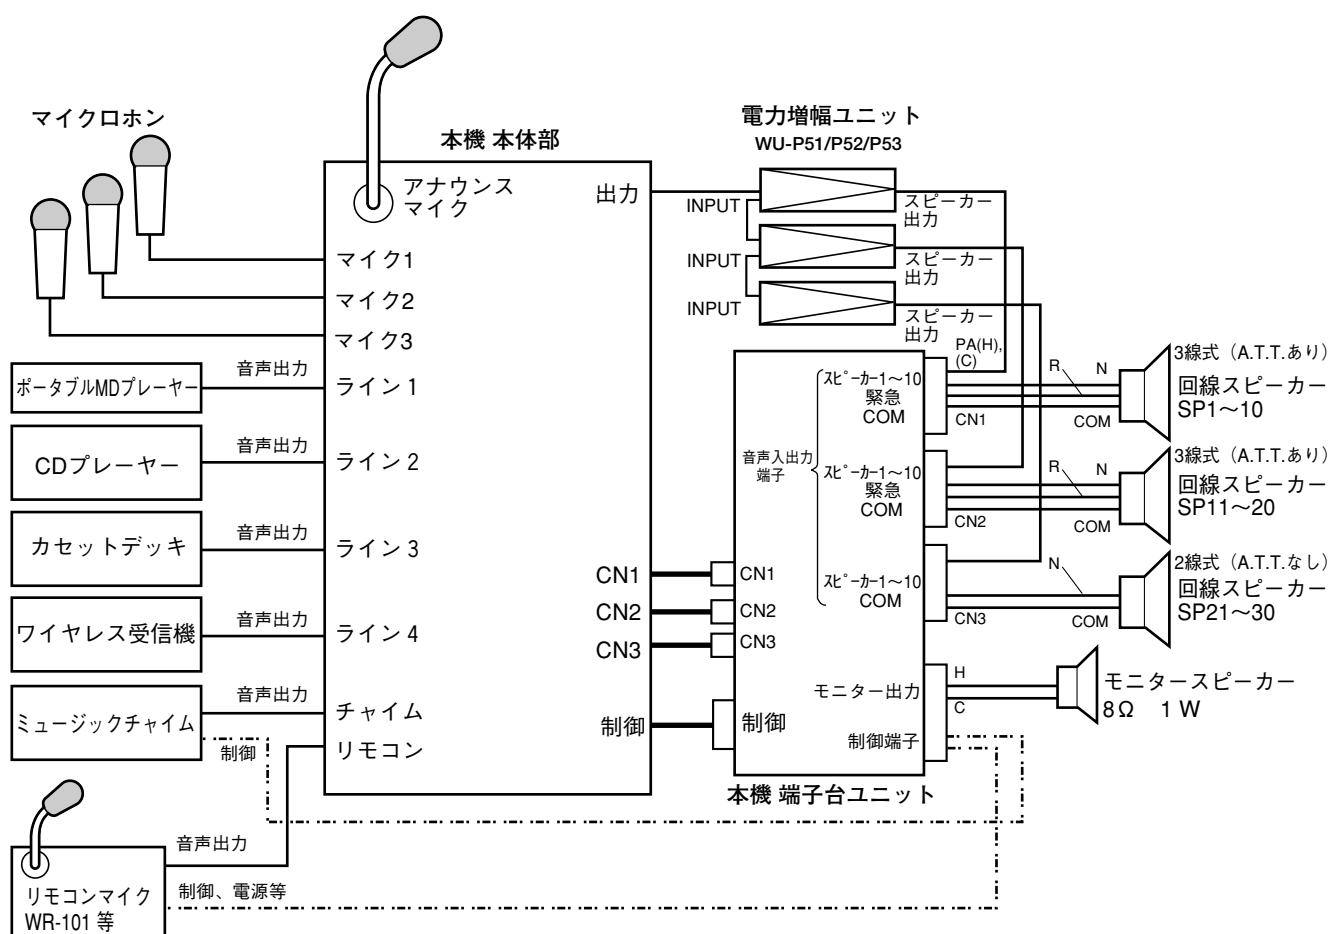 マイクロホン
本機 本体部
電力増幅ユニット
WU-P51/P52/P53
アナウンス
マイク
出力
INPUT
スピーカー
出力
INPUT
スピーカー
出力
INPUT
スピーカー
出力
マイク1
マイク2
マイク3
ポータブルMDプレーヤー
音声出力
ライン 1
CDプレーヤー
音声出力
ライン 2
カセットデッキ
音声出力
ライン 3
ワイヤレス受信機
音声出力
ライン 4
ミュージックチャイム
音声出力
チャイム
制御
リモコン
CN1
CN2
CN3
制御
CN1
CN2
CN3
制御
PA(H),
(C)
音声入出力
端子
スピーカー1～10
緊急
COM
CN1
スピーカー1～10
緊急
COM
CN2
スピーカー1～10
COM
CN3
モニター出力
制御端子
H
C
本機 端子台ユニット
R
N
COM
3線式（A.T.T.あり）
回線スピーカー
SP1～10
R
N
COM
3線式（A.T.T.あり）
回線スピーカー
SP11～20
N
COM
2線式（A.T.T.なし）
回線スピーカー
SP21～30
モニタースピーカー
8Ω 1 W
音声出力
制御、電源等
リモコンマイク
WR-101 等